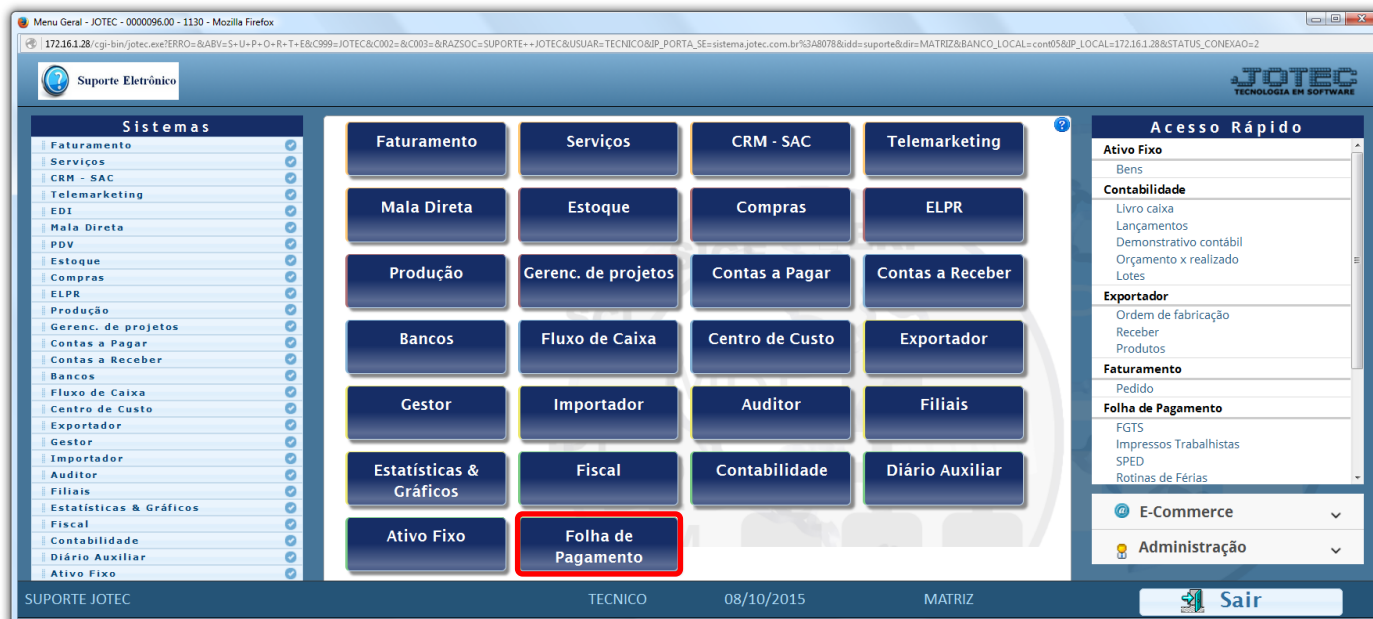 Menu Geral - JOTEC - 0000096.00 - 1130 - Mozilla Firefox
172.16.1.28/cgi-bin/jotec.exe?ERRO=&ABV=S+U+P+O+R+T+E&C999=JOTEC&C002=&C003=&RAZSOC=SUPORTE++JOTEC&USUAR=TECNICO&IP_PORTA_SE=sistema.jotec.com.br%3A8078&idd=suporte&dir=MATRIZ&BANCO_LOCAL=cont05&IP_LOCAL=172.16.1.28&STATUS_CONEXAO=2
Suporte Eletrônico
JOTEC
TECNOLOGIA EM SOFTWARE
Sistemas
Faturamento
Serviços
CRM - SAC
Telemarketing
EDI
Mala Direta
PDV
Estoque
Compras
ELPR
Produção
Gerenc. de projetos
Contas a Pagar
Contas a Receber
Bancos
Fluxo de Caixa
Centro de Custo
Exportador
Gestor
Importador
Auditor
Filiais
Estatísticas & Gráficos
Fiscal
Contabilidade
Diário Auxiliar
Ativo Fixo
Faturamento
Serviços
CRM - SAC
Telemarketing
Mala Direta
Estoque
Compras
ELPR
Produção
Gerenc. de projetos
Contas a Pagar
Contas a Receber
Bancos
Fluxo de Caixa
Centro de Custo
Exportador
Gestor
Importador
Auditor
Filiais
Estatísticas &
Gráficos
Fiscal
Contabilidade
Diário Auxiliar
Ativo Fixo
Folha de
Pagamento
Acesso Rápido
Ativo Fixo
Bens
Contabilidade
Livro caixa
Lançamentos
Demonstrativo contábil
Orçamento x realizado
Lotes
Exportador
Ordem de fabricação
Receber
Produtos
Faturamento
Pedido
Folha de Pagamento
FGTS
Impressos Trabalhistas
SPED
Rotinas de Férias
E-Commerce
Administração
SUPORTE JOTEC
TECNICO
08/10/2015
MATRIZ
Sair